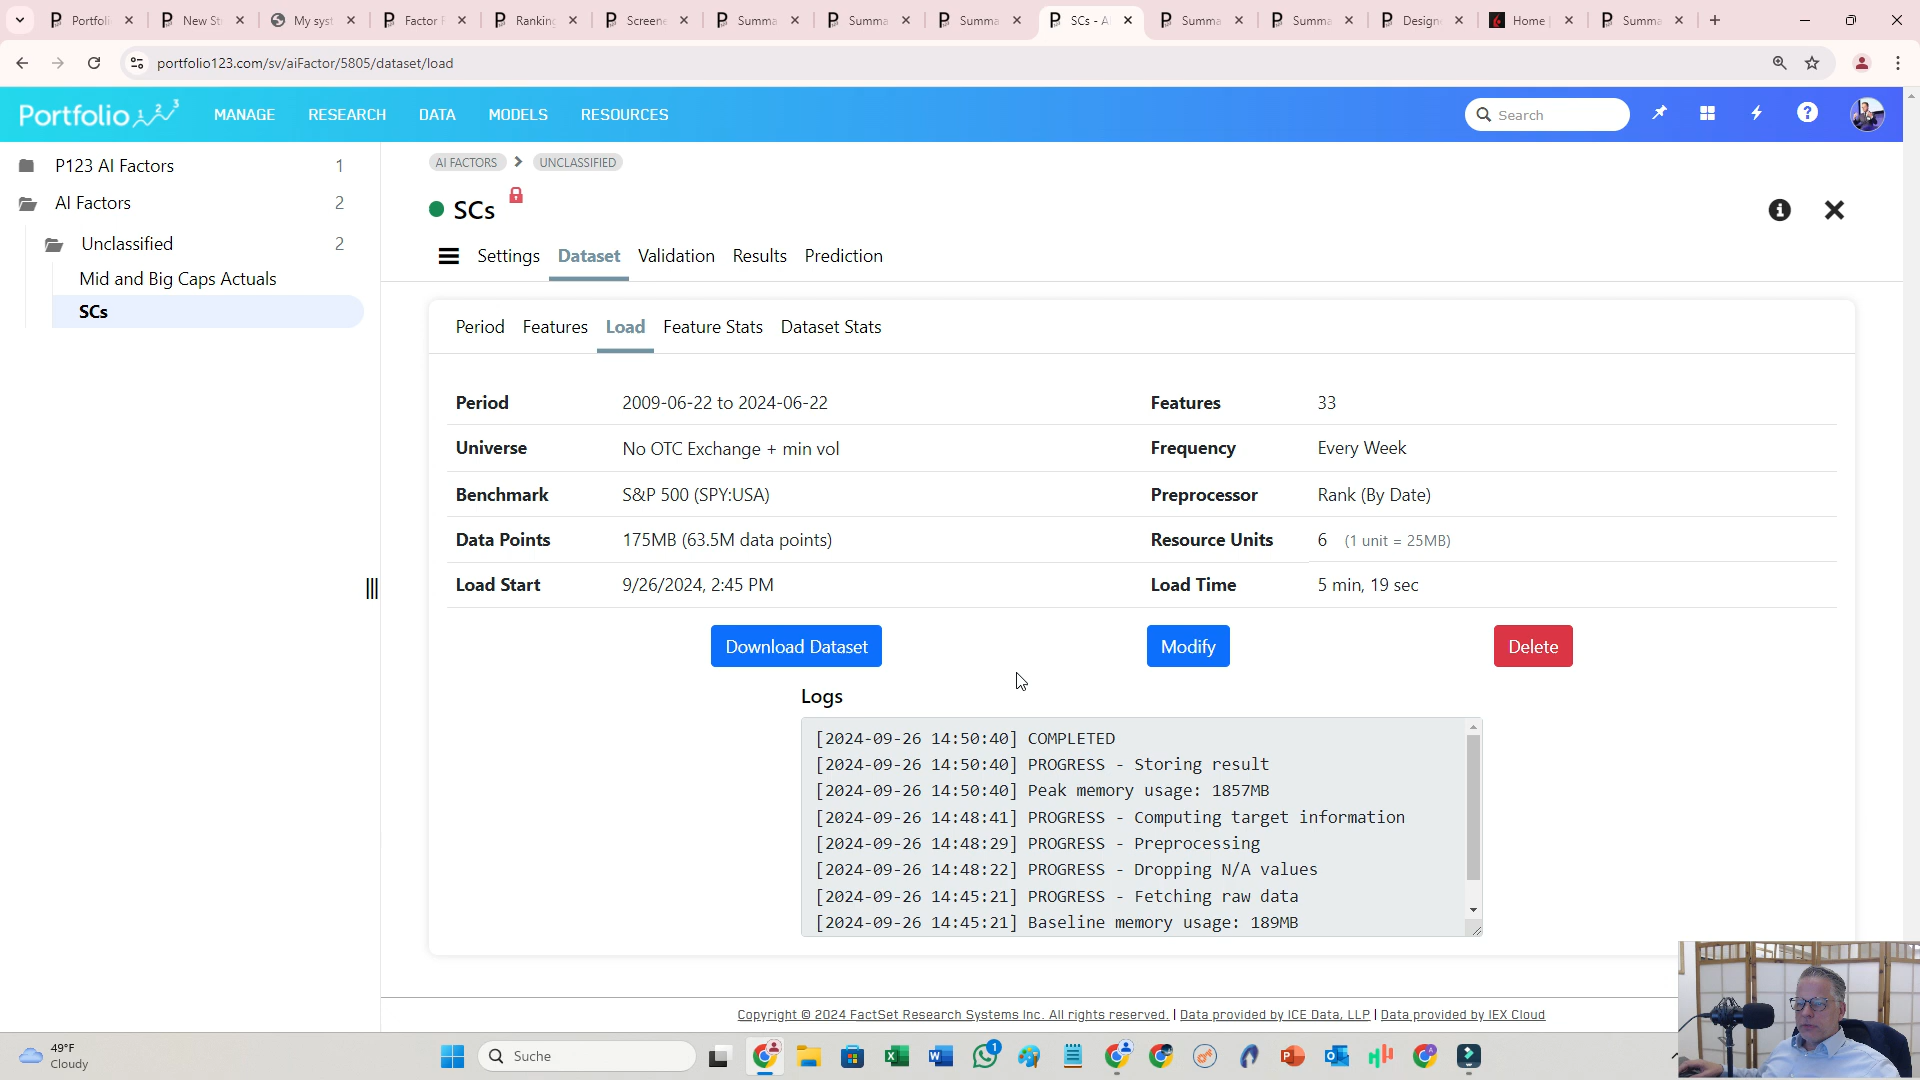 Portfoli
New St
My syst
Factor F
Ranking
Screene
Summa
Summa
Summa
SCs - A
Summa
Summa
Design
Home
Summa
portfolio123.com/sv/aiFactor/5805/dataset/load
Portfolio123
MANAGE
RESEARCH
DATA
MODELS
RESOURCES
Search
P123 AI Factors 1
AI Factors 2
Unclassified 2
Mid and Big Caps Actuals
SCs
AI FACTORS
UNCLASSIFIED
SCs
Settings Dataset Validation Results Prediction
Period Features Load Feature Stats Dataset Stats
Period 2009-06-22 to 2024-06-22 Features 33
Universe No OTC Exchange + min vol Frequency Every Week
Benchmark S&P 500 (SPY:USA) Preprocessor Rank (By Date)
Data Points 175MB (63.5M data points) Resource Units 6 (1 unit = 25MB)
Load Start 9/26/2024, 2:45 PM Load Time 5 min, 19 sec
Download Dataset
Modify
Delete
Logs
[2024-09-26 14:50:40] COMPLETED
[2024-09-26 14:50:40] PROGRESS - Storing result
[2024-09-26 14:50:40] Peak memory usage: 1857MB
[2024-09-26 14:48:41] PROGRESS - Computing target information
[2024-09-26 14:48:29] PROGRESS - Preprocessing
[2024-09-26 14:48:22] PROGRESS - Dropping N/A values
[2024-09-26 14:45:21] PROGRESS - Fetching raw data
[2024-09-26 14:45:21] Baseline memory usage: 189MB
Copyright © 2024 FactSet Research Systems Inc. All rights reserved. | Data provided by ICE Data, LLP | Data provided by IEX Cloud
49°F
Cloudy
Suche
1